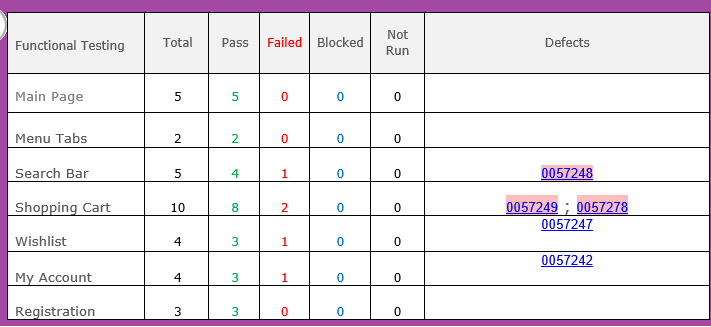 Functional Testing Total Pass Failed Blocked Not Run Defects
Main Page 5 5 0 0 0
Menu Tabs 2 2 0 0 0
Search Bar 5 4 1 0 0 0057248
Shopping Cart 10 8 2 0 0 0057249 ; 0057278
Wishlist 4 3 1 0 0 0057247
My Account 4 3 1 0 0 0057242
Registration 3 3 0 0 0